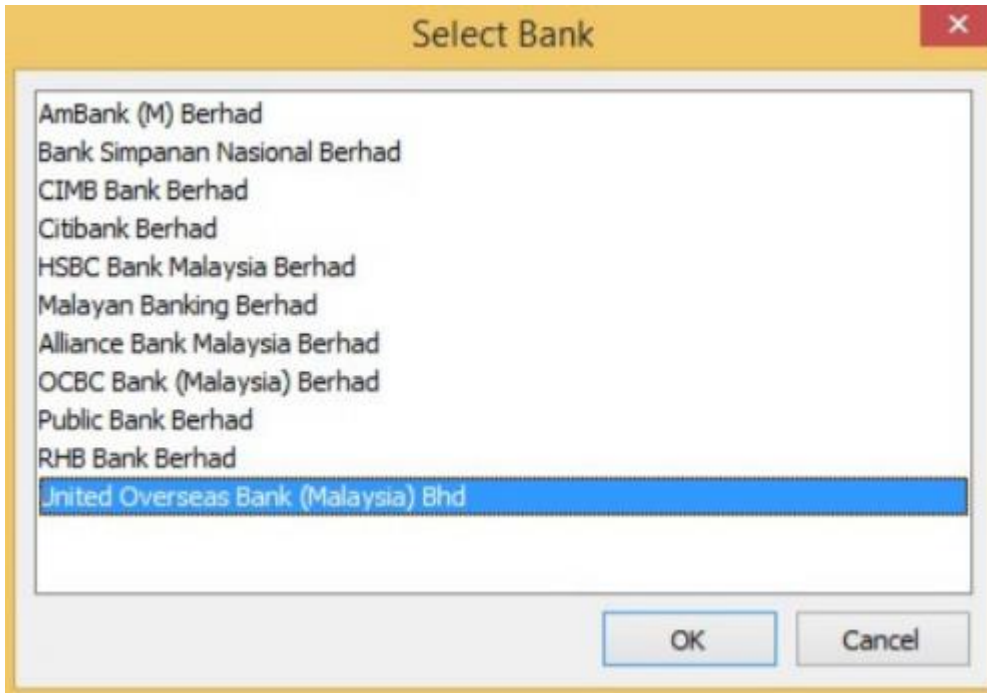 Select Bank
AmBank (M) Berhad
Bank Simpanan Nasional Berhad
CIMB Bank Berhad
Citibank Berhad
HSBC Bank Malaysia Berhad
Malayan Banking Berhad
Alliance Bank Malaysia Berhad
OCBC Bank (Malaysia) Berhad
Public Bank Berhad
RHB Bank Berhad
United Overseas Bank (Malaysia) Bhd
OK Cancel